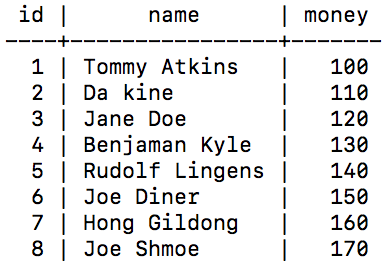 id |      name      | money
----+----------------+-------
  1 | Tommy Atkins   |   100
  2 | Da kine        |   110
  3 | Jane Doe       |   120
  4 | Benjaman Kyle  |   130
  5 | Rudolf Lingens |   140
  6 | Joe Diner      |   150
  7 | Hong Gildong   |   160
  8 | Joe Shmoe      |   170